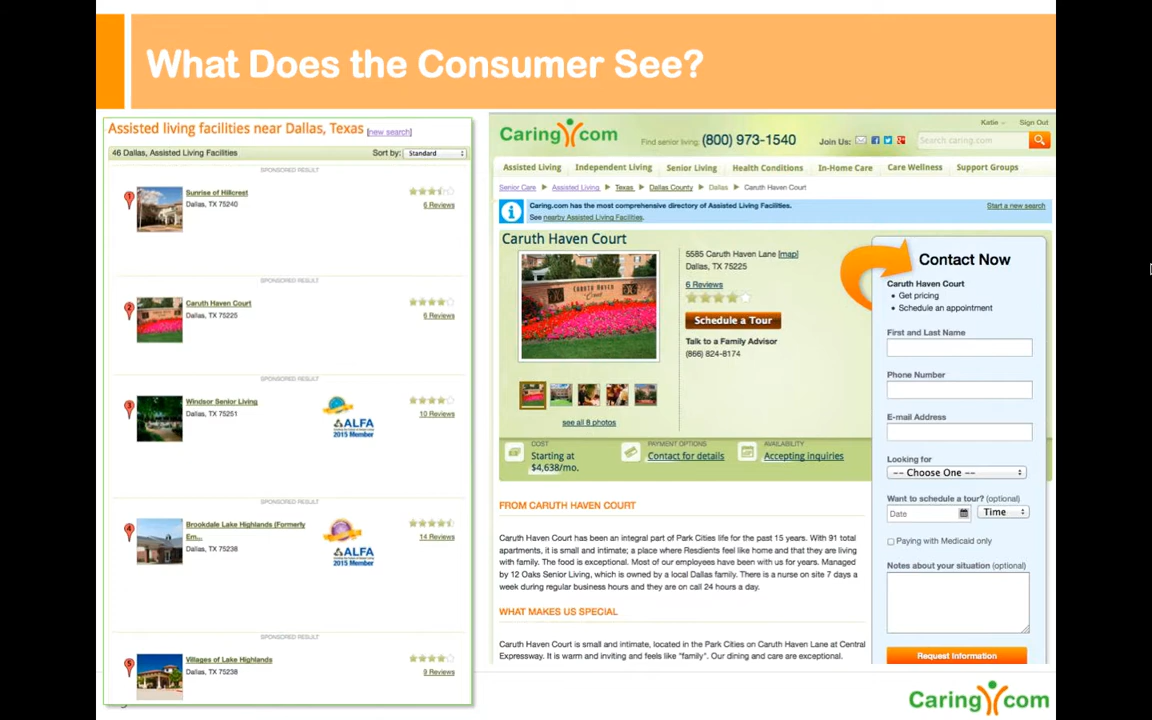 What Does the Consumer See?
Assisted living facilities near Dallas, Texas [new search]
46 Dallas, Assisted Living Facilities
Sort by: Standard
SPONSORED RESULT
1
Sunrise of Hillcrest
Dallas, TX 75240
6 Reviews
SPONSORED RESULT
2
Caruth Haven Court
Dallas, TX 75225
6 Reviews
SPONSORED RESULT
3
Windsor Senior Living
Dallas, TX 75251
ALFA
2015 Member
10 Reviews
SPONSORED RESULT
4
Brookdale Lake Highlands (Formerly
Em...
Dallas, TX 75238
ALFA
2015 Member
14 Reviews
SPONSORED RESULT
5
Villages of Lake Highlands
Dallas, TX 75238
9 Reviews
Katie
Sign Out
Caring.com
Find senior living: (800) 973-1540
Join Us:
Search caring.com
Assisted Living
Independent Living
Senior Living
Health Conditions
In-Home Care
Care Wellness
Support Groups
Senior Care
Assisted Living
Texas
Dallas County
Dallas
Caruth Haven Court
Caring.com has the most comprehensive directory of Assisted Living Facilities.
See nearby Assisted Living Facilities.
Start a new search
Caruth Haven Court
CARUTH HAVEN
Court
see all 8 photos
5585 Caruth Haven Lane [map]
Dallas, TX 75225
6 Reviews
Schedule a Tour
Talk to a Family Advisor
(866) 824-8174
COST
Starting at
$4,638/mo.
PAYMENT OPTIONS
Contact for details
AVAILABILITY
Accepting inquiries
FROM CARUTH HAVEN COURT
Caruth Haven Court has been an integral part of Park Cities life for the past 15 years. With 91 total
apartments, it is small and intimate; a place where Resdients feel like home and that they are living
with family. The food is exceptional. Most of our employees have been with us for years. Managed
by 12 Oaks Senior Living, which is owned by a local Dallas family. There is a nurse on site 7 days a
week during regular business hours and they are on call 24 hours a day.
WHAT MAKES US SPECIAL
Caruth Haven Court is small and intimate, located in the Park Cities on Caruth Haven Lane at Central
Expressway. It is warm and inviting and feels like "family". Our dining and care are exceptional.
Contact Now
Caruth Haven Court
• Get pricing
• Schedule an appointment
First and Last Name
Phone Number
E-mail Address
Looking for
-- Choose One --
Want to schedule a tour? (optional)
Date
Time
Paying with Medicaid only
Notes about your situation (optional)
Request Information
Caring.com